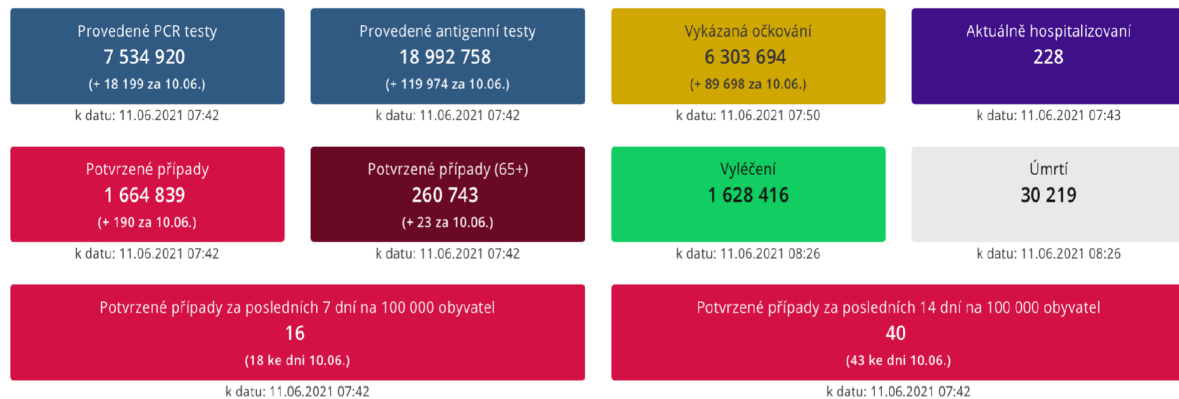 Provedené PCR testy
7 534 920
(+ 18 199 za 10.06.)
k datu: 11.06.2021 07:42
Provedené antigenní testy
18 992 758
(+ 119 974 za 10.06.)
k datu: 11.06.2021 07:42
Vykázaná očkování
6 303 694
(+ 89 698 za 10.06.)
k datu: 11.06.2021 07:50
Aktuálně hospitalizovaní
228
k datu: 11.06.2021 07:43
Potvrzené případy
1 664 839
(+ 190 za 10.06.)
k datu: 11.06.2021 07:42
Potvrzené případy (65+)
260 743
(+ 23 za 10.06.)
k datu: 11.06.2021 07:42
Vyléčení
1 628 416
k datu: 11.06.2021 08:26
Úmrtí
30 219
k datu: 11.06.2021 08:26
Potvrzené případy za posledních 7 dní na 100 000 obyvatel
16
(18 ke dni 10.06.)
k datu: 11.06.2021 07:42
Potvrzené případy za posledních 14 dní na 100 000 obyvatel
40
(43 ke dni 10.06.)
k datu: 11.06.2021 07:42